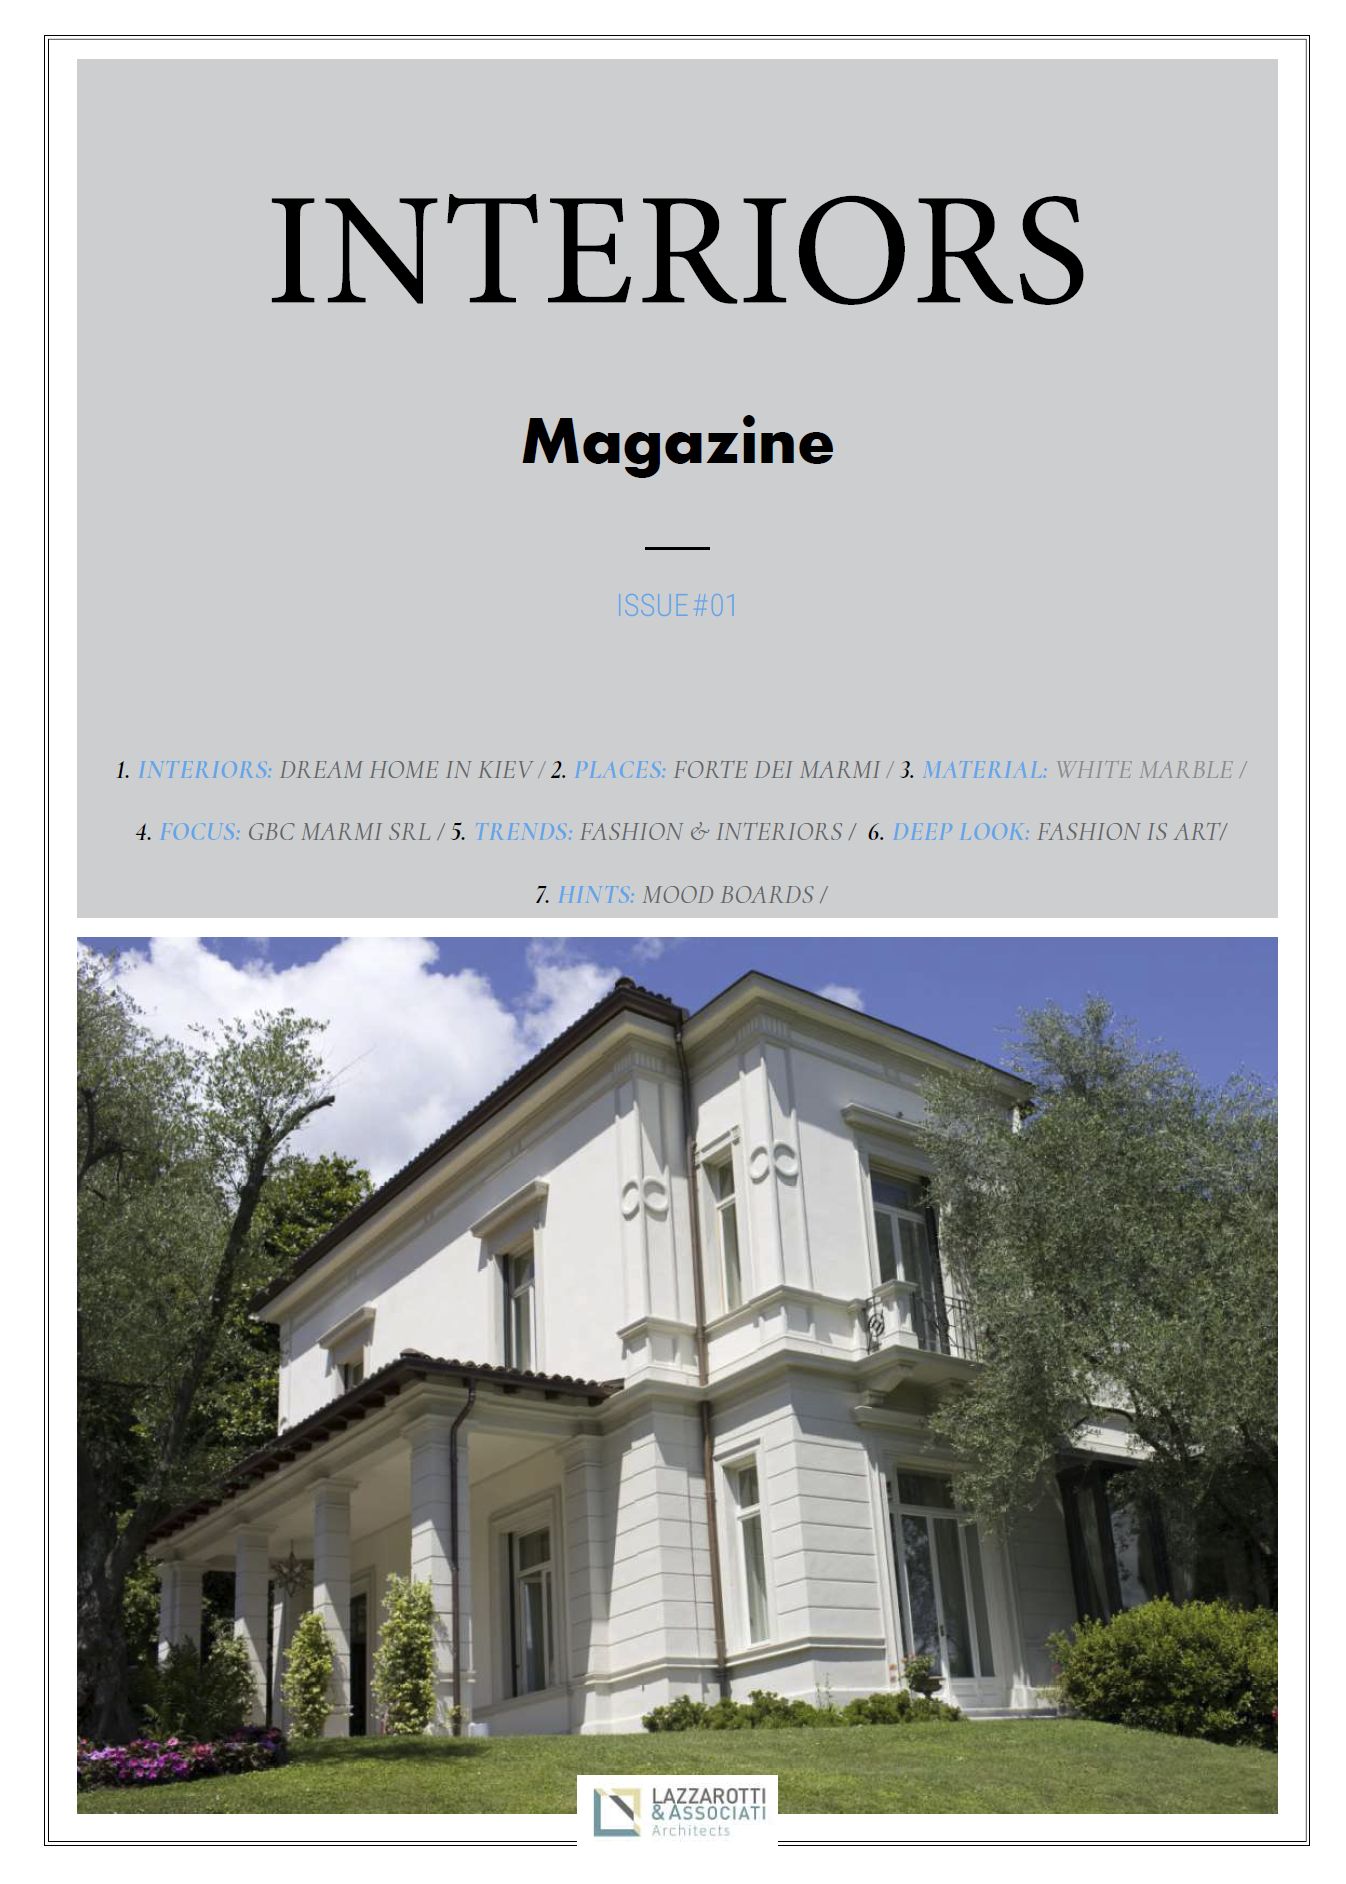 INTERIORS
Magazine
ISSUE #01
1. INTERIORS: DREAM HOME IN KIEV / 2. PLACES: FORTE DEI MARMI / 3. MATERIAL: WHITE MARBLE /
4. FOCUS: GBC MARMI SRL / 5. TRENDS: FASHION & INTERIORS / 6. DEEP LOOK: FASHION IS ART/
7. HINTS: MOOD BOARDS /
LAZZAROTTI
& ASSOCIATI
Architects